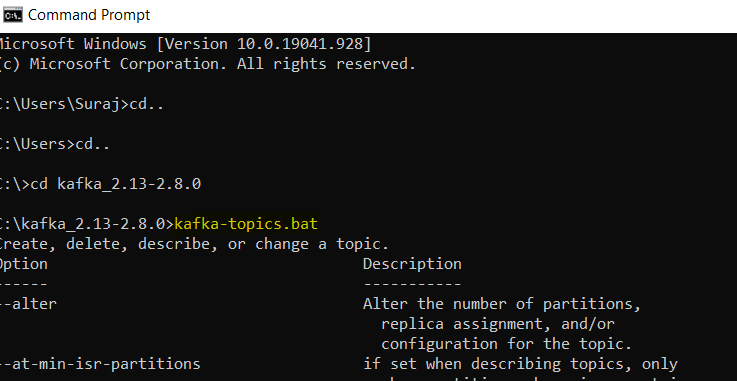 Command Prompt
Microsoft Windows [Version 10.0.19041.928]
(c) Microsoft Corporation. All rights reserved.
C:\Users\Suraj>cd..
C:\Users>cd..
C:\>cd kafka_2.13-2.8.0
C:\kafka_2.13-2.8.0>kafka-topics.bat
Create, delete, describe, or change a topic.
Option Description
------ -----------
--alter Alter the number of partitions,
replica assignment, and/or
configuration for the topic.
--at-min-isr-partitions if set when describing topics, only